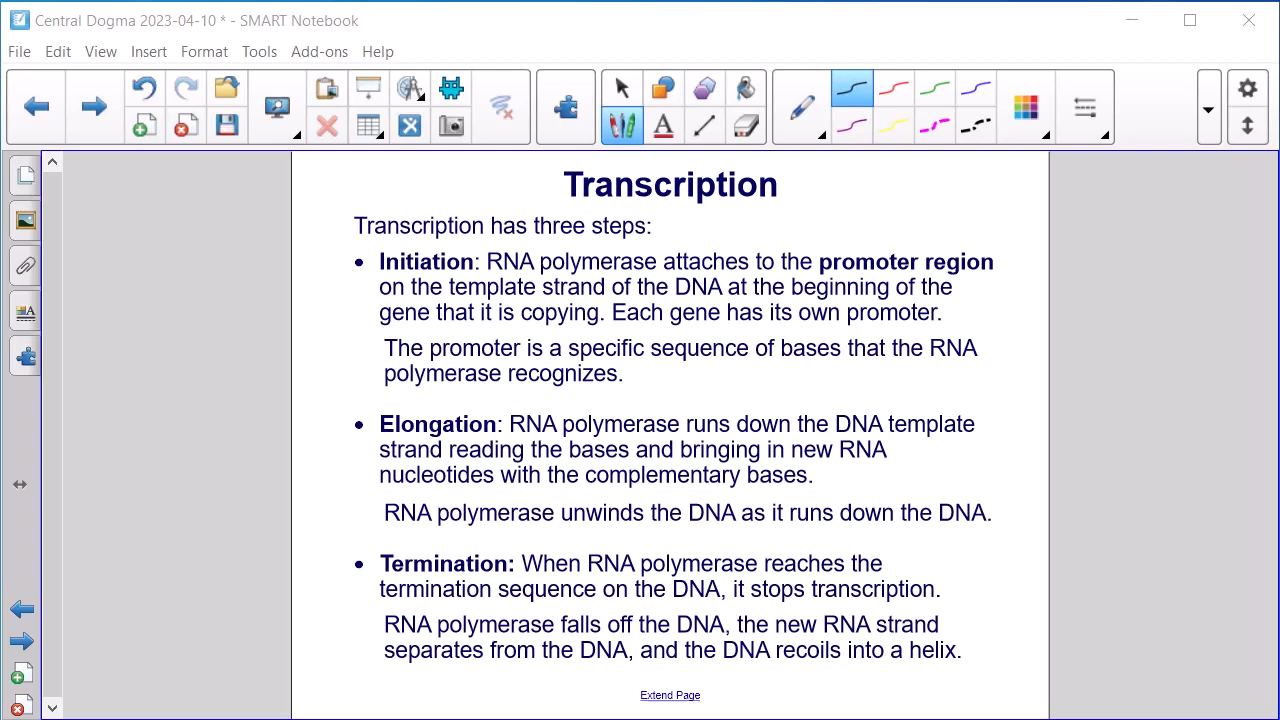 Central Dogma 2023-04-10 * - SMART Notebook
File Edit View Insert Format Tools Add-ons Help
Transcription
Transcription has three steps:
• Initiation: RNA polymerase attaches to the promoter region
on the template strand of the DNA at the beginning of the
gene that it is copying. Each gene has its own promoter.
The promoter is a specific sequence of bases that the RNA
polymerase recognizes.
• Elongation: RNA polymerase runs down the DNA template
strand reading the bases and bringing in new RNA
nucleotides with the complementary bases.
RNA polymerase unwinds the DNA as it runs down the DNA.
• Termination: When RNA polymerase reaches the
termination sequence on the DNA, it stops transcription.
RNA polymerase falls off the DNA, the new RNA strand
separates from the DNA, and the DNA recoils into a helix.
Extend Page